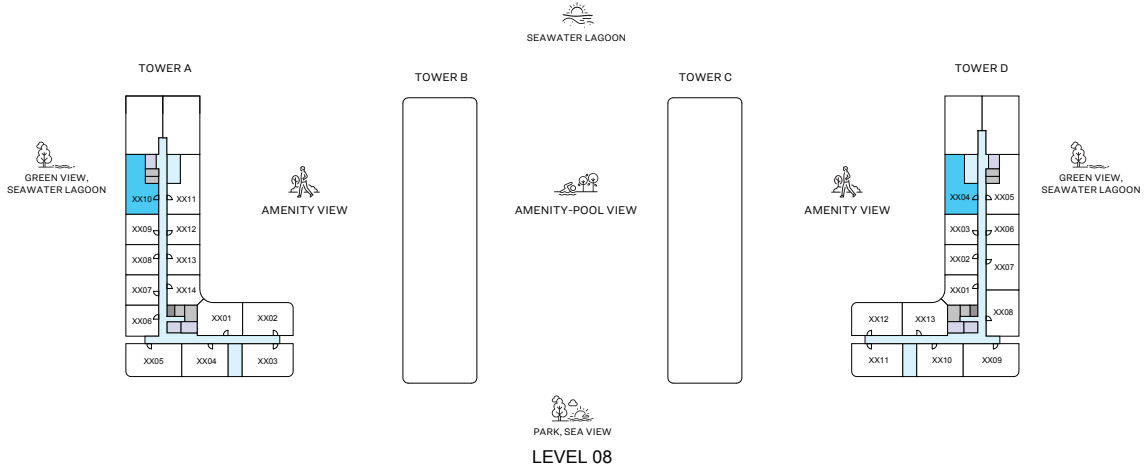 SEAWATER LAGOON
TOWER A
TOWER B
TOWER C
TOWER D
GREEN VIEW,
SEAWATER LAGOON
AMENITY VIEW
AMENITY-POOL VIEW
AMENITY VIEW
GREEN VIEW,
SEAWATER LAGOON
XX10
XX11
XX09
XX12
XX08
XX13
XX07
XX14
XX06
XX01
XX02
XX05
XX04
XX03
XX04
XX05
XX03
XX06
XX02
XX07
XX01
XX08
XX12
XX13
XX11
XX10
XX09
PARK, SEA VIEW
LEVEL 08